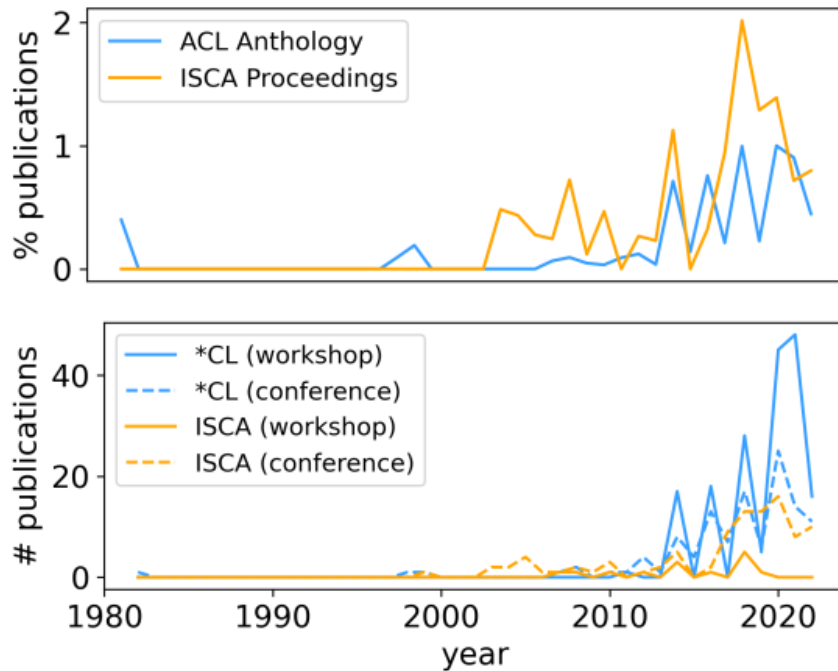 % publications
2
1
0
ACL Anthology
ISCA Proceedings
# publications
40
20
0
*CL (workshop)
*CL (conference)
ISCA (workshop)
ISCA (conference)
1980 1990 2000 2010 2020
year